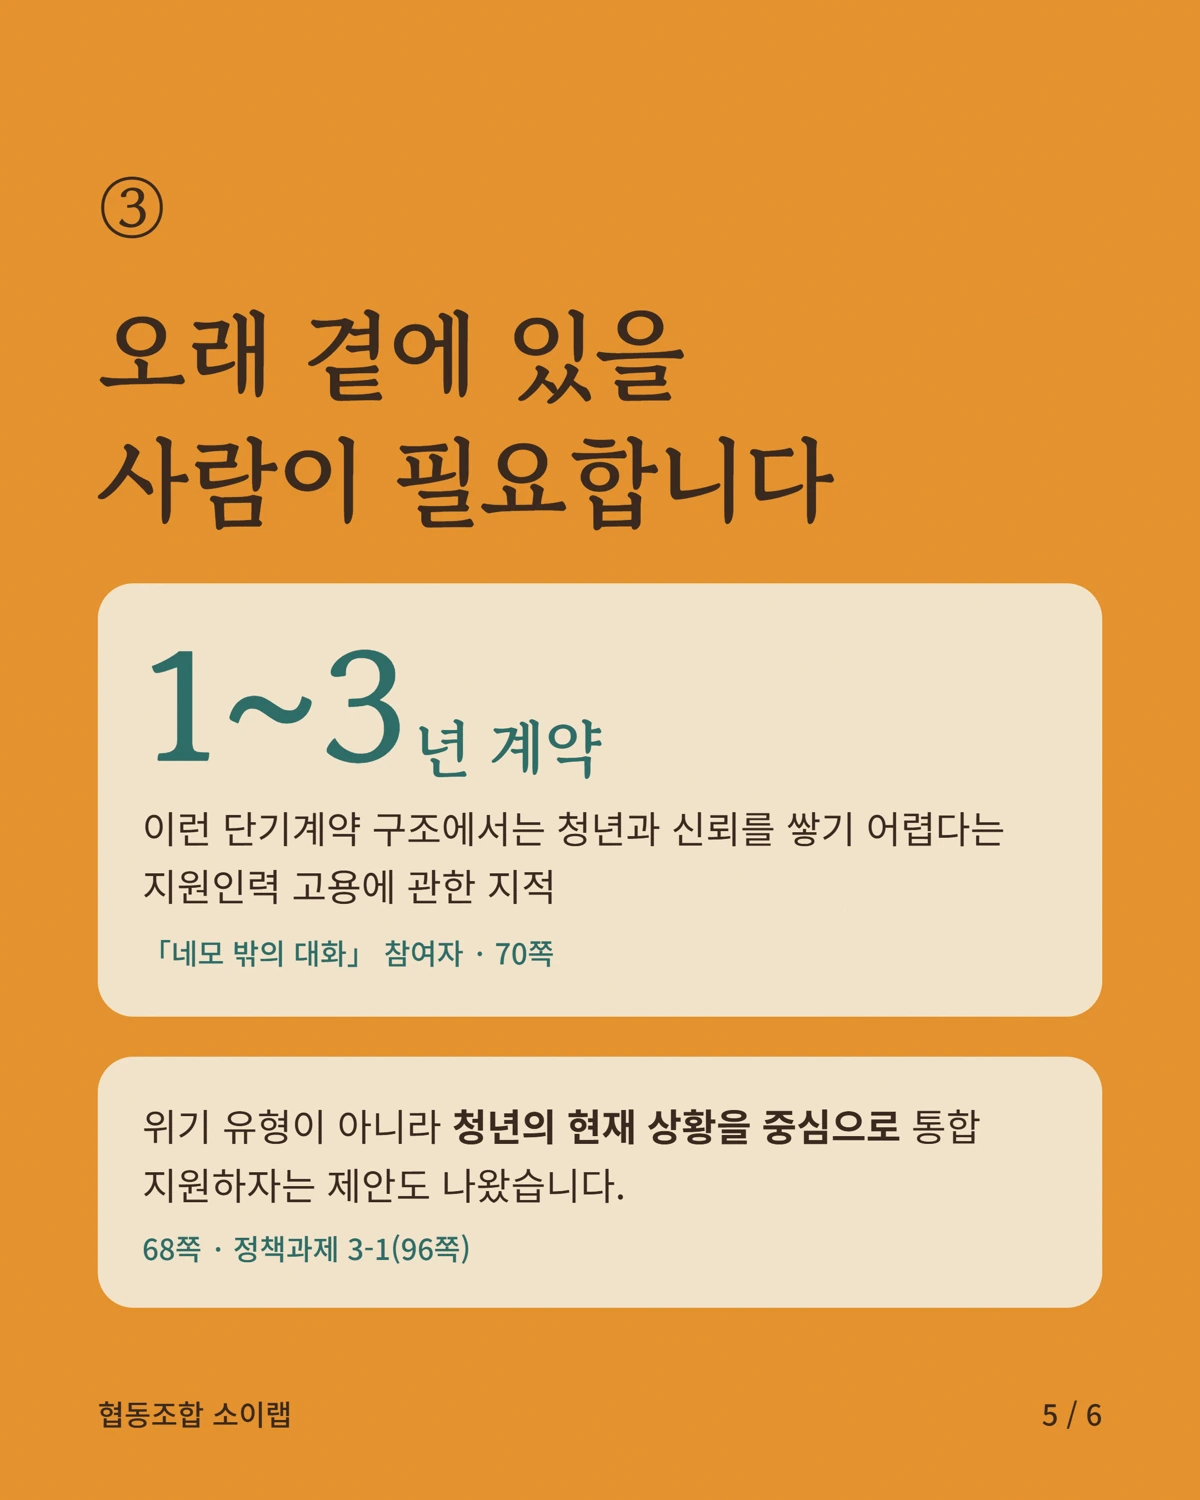 ③
오래 곁에 있을
사람이 필요합니다
1~3년 계약
이런 단기계약 구조에서는 청년과 신뢰를 쌓기 어렵다는
지원인력 고용에 관한 지적
「네모 밖의 대화」 참여자 · 70쪽
위기 유형이 아니라 청년의 현재 상황을 중심으로 통합
지원하자는 제안도 나왔습니다.
68쪽 · 정책과제 3-1(96쪽)
협동조합 소이랩
5 / 6